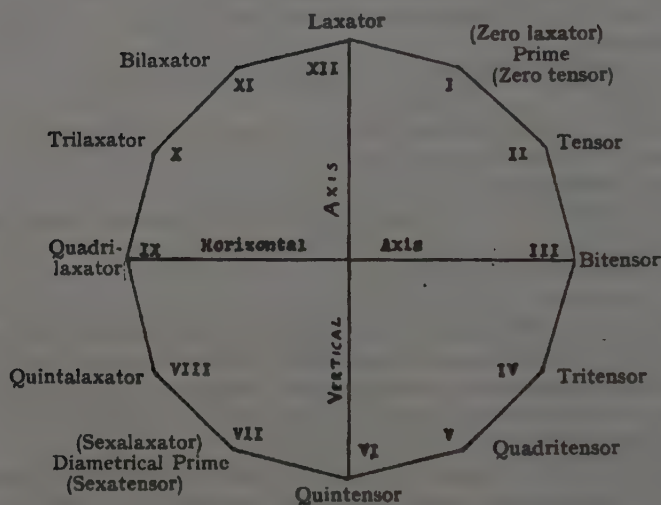 Laxator
(Zero laxator)
Prime
(Zero tensor)
Bilaxator
XII
XI
I
Trilaxator
X
II
Tensor
AXIS
Quadri-
laxator
IX
Horizontal
Axis
III
Bitensor
VERTICAL
Quintalaxator
VIII
IV
Tritensor
(Sexalaxator)
Diametrical Prime
(Sexatensor)
VII
VI
V
Quadritensor
Quintensor